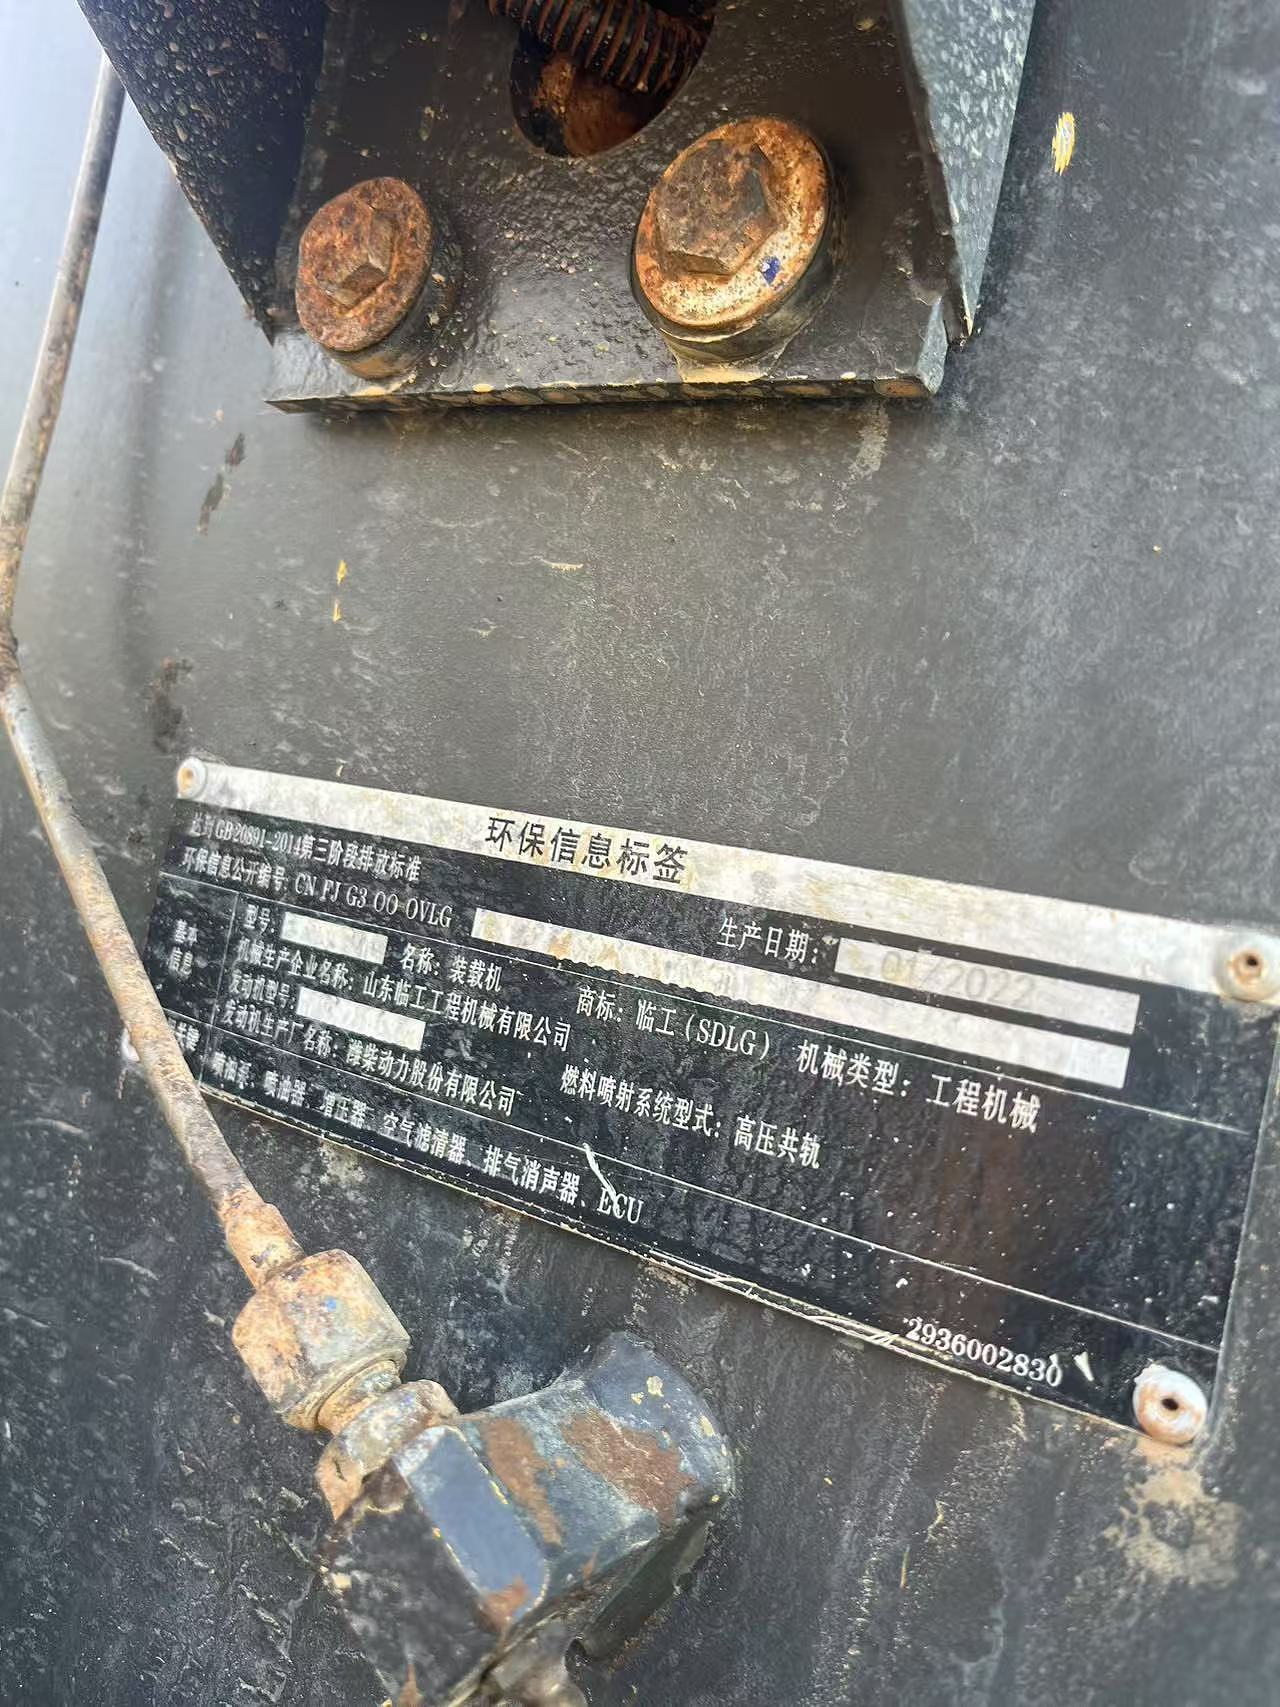 环保信息标签
达到GB20891-2014第三阶段排放标准
生产日期: 01/2022
环保信息公开编号: CN FJ G3 00 0VLG
基本信息
型号: 名称: 装载机 商标: 临工(SDLG) 机械类型: 工程机械
机械生产企业名称: 山东临工工程机械有限公司
发动机型号: 燃料喷射系统型式: 高压共轨
发动机生产厂名称: 潍柴动力股份有限公司
喷油泵、喷油器、增压器、空气滤清器、排气消声器、ECU
2936002830